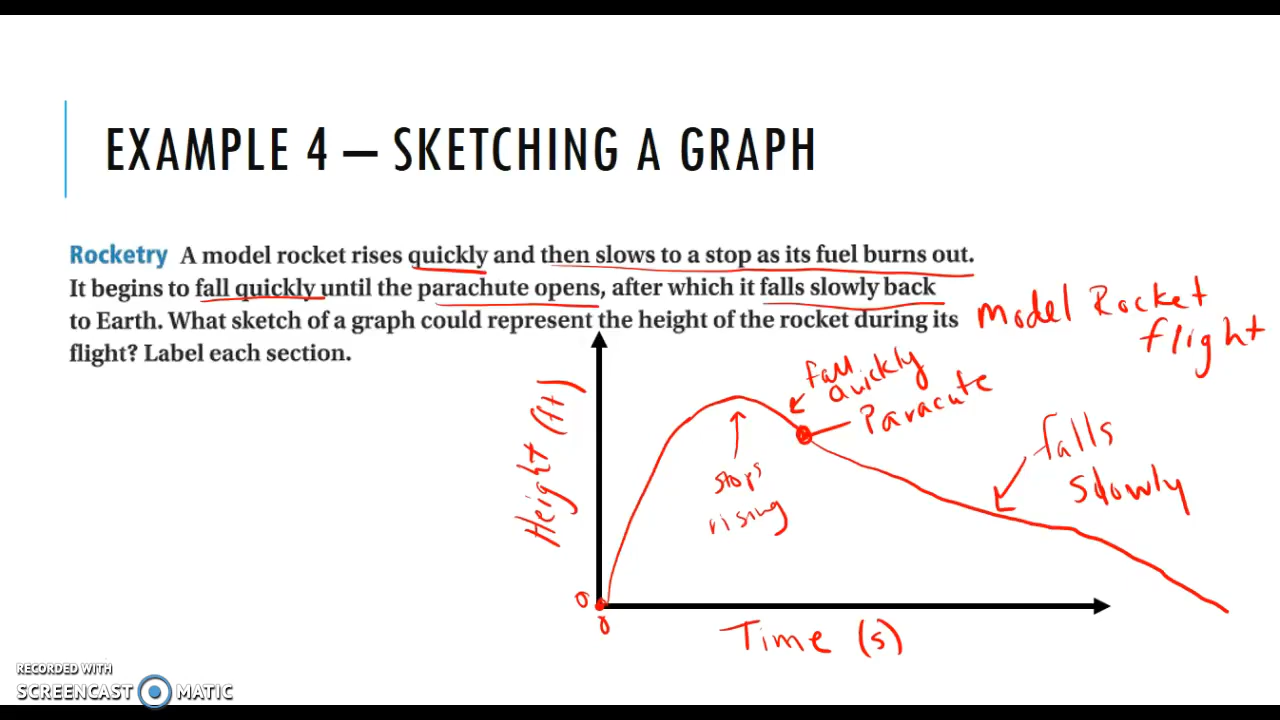 EXAMPLE 4 – SKETCHING A GRAPH
Rocketry A model rocket rises quickly and then slows to a stop as its fuel burns out.
It begins to fall quickly until the parachute opens, after which it falls slowly back
to Earth. What sketch of a graph could represent the height of the rocket during its
flight? Label each section.
Model Rocket
flight
fall
quickly
Paracute
falls
slowly
stops
rising
Height (ft)
0
0
Time (s)
RECORDED WITH
SCREENCAST MATIC